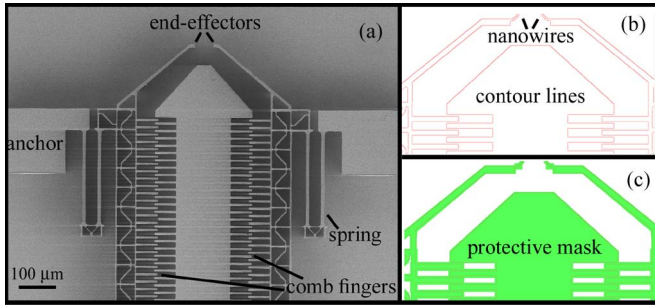 end-effectors
(a)
anchor
spring
comb fingers
100 µm
(b)
nanowires
contour lines
(c)
protective mask